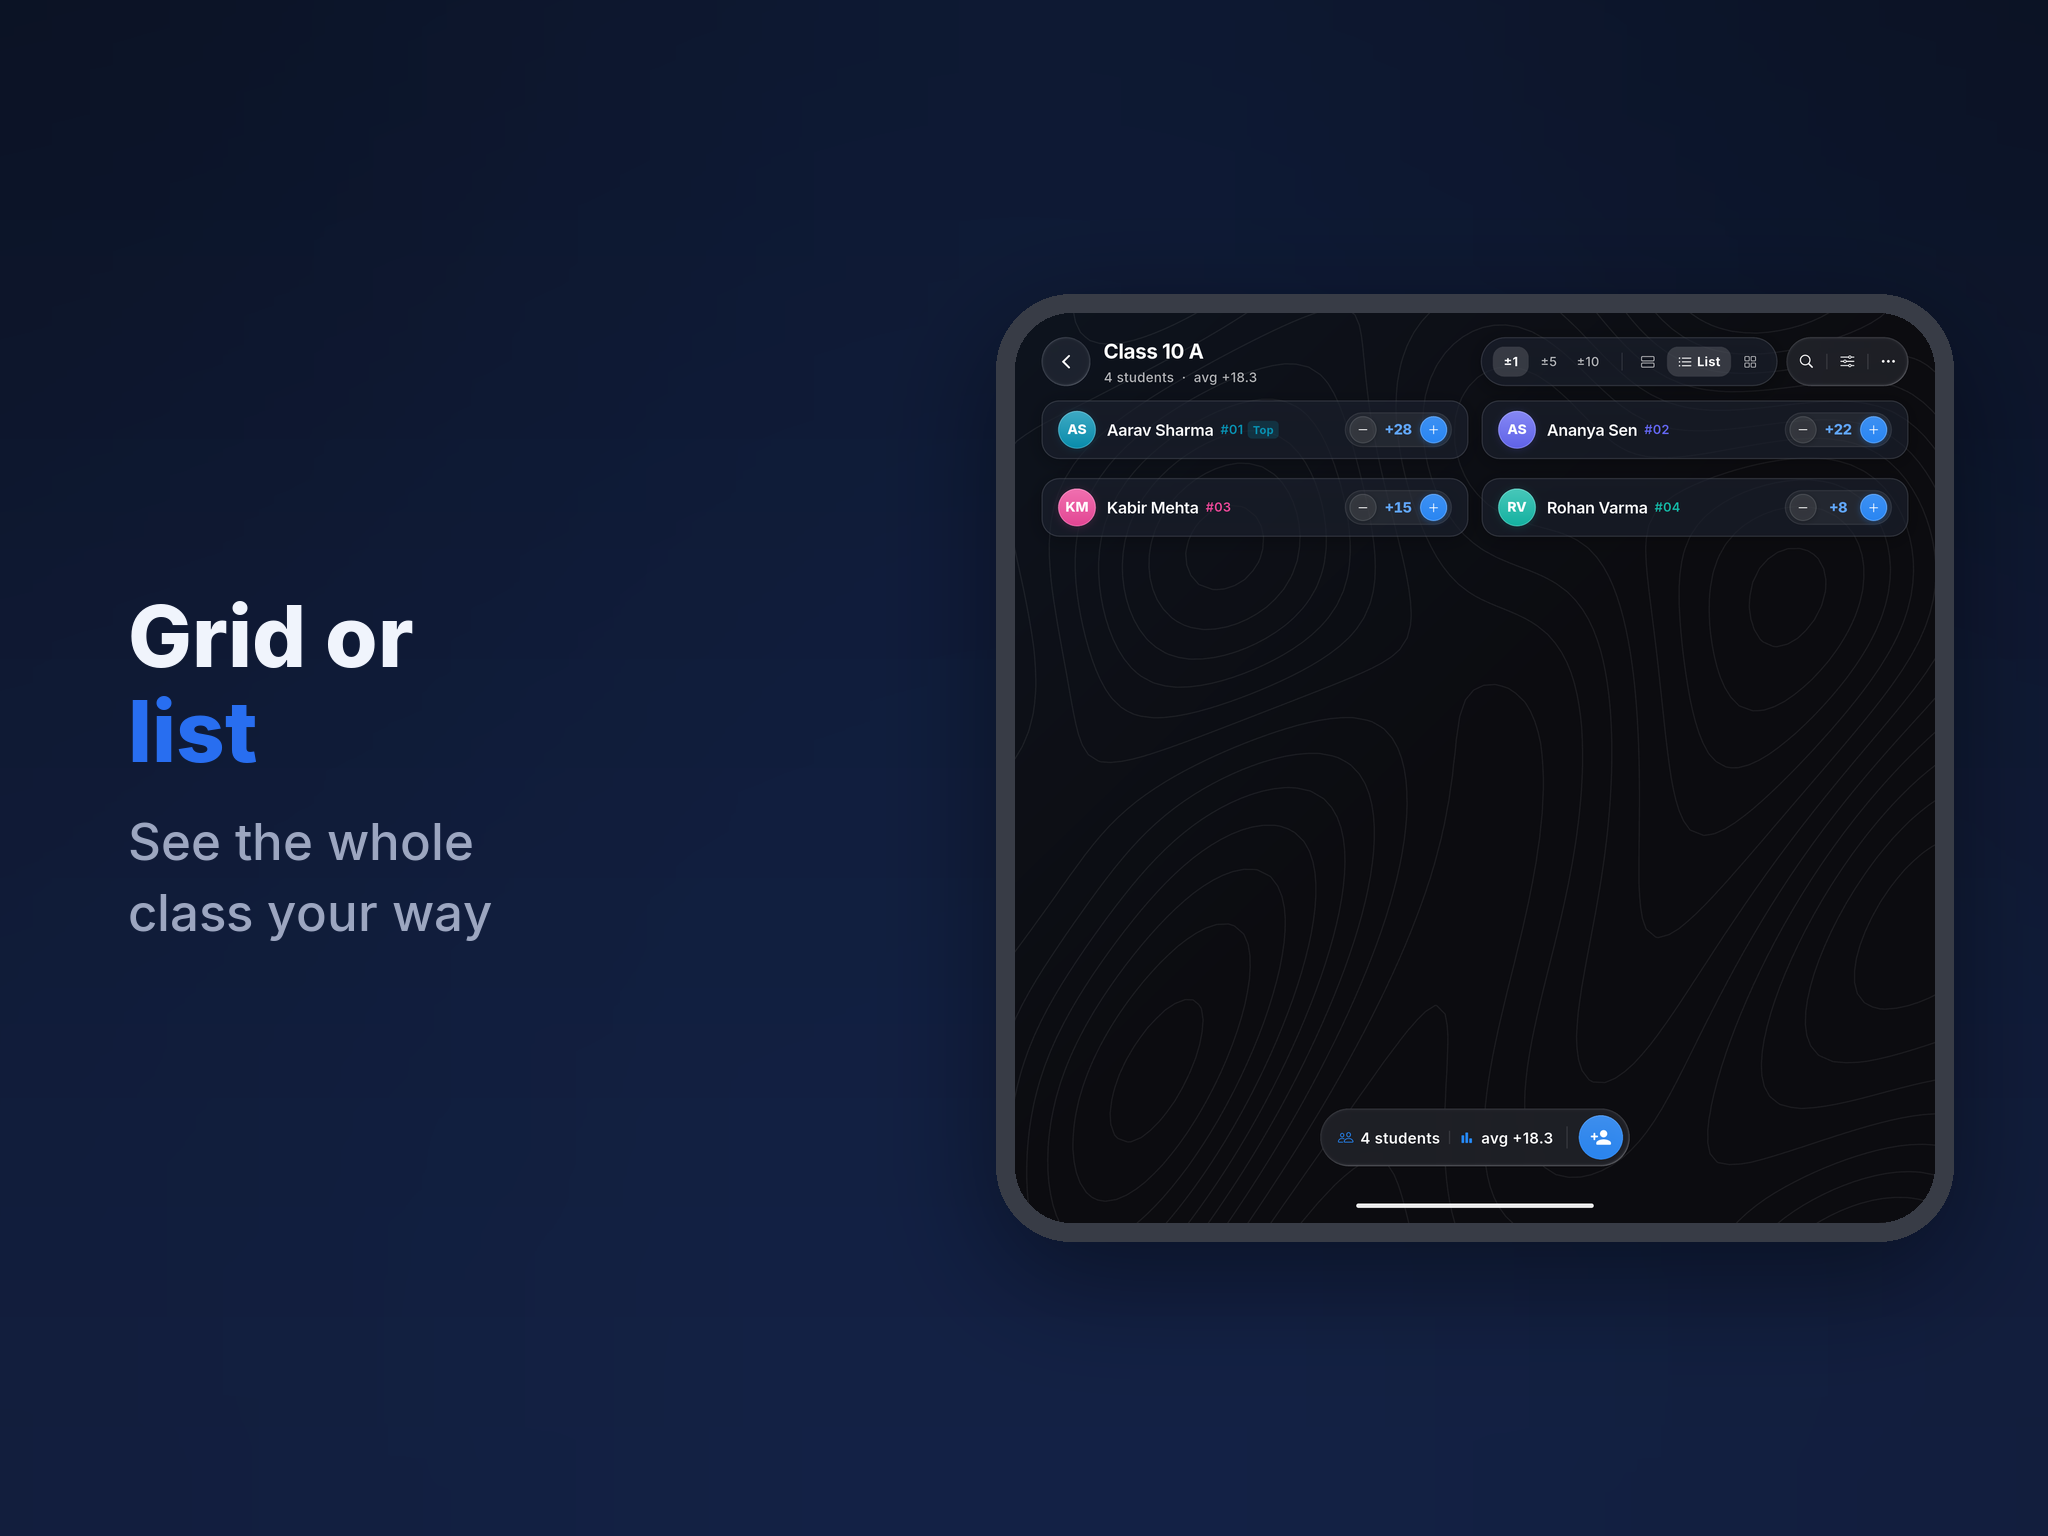 Grid or
list
See the whole
class your way
Class 10 A
4 students · avg +18.3
±1 ±5 ±10 List
AS Aarav Sharma #01 Top − +28 +
AS Ananya Sen #02 − +22 +
KM Kabir Mehta #03 − +15 +
RV Rohan Varma #04 − +8 +
4 students avg +18.3